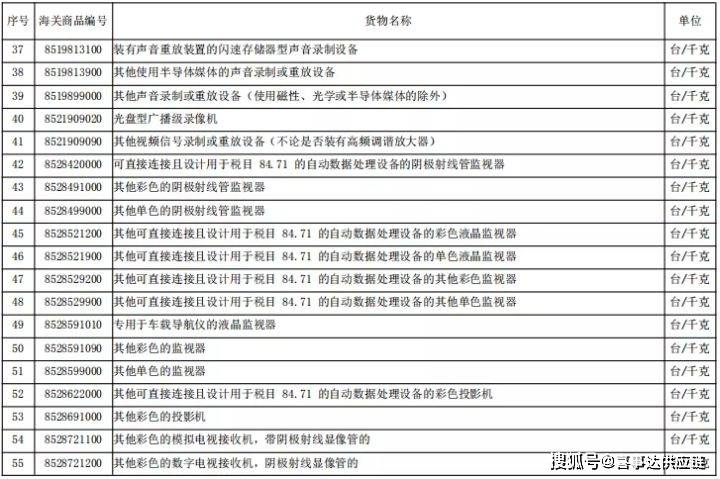 序号 海关商品编号 货物名称 单位
37 8519813100 装有声音重放装置的闪速存储器型声音录制设备 台/千克
38 8519813900 其他使用半导体媒体的声音录制或重放设备 台/千克
39 8519899000 其他声音录制或重放设备（使用磁性、光学或半导体媒体的除外） 台/千克
40 8521909020 光盘型广播级录像机 台/千克
41 8521909090 其他视频信号录制或重放设备（不论是否装有高频调谐放大器） 台/千克
42 8528420000 可直接连接且设计用于税目 84.71 的自动数据处理设备的阴极射线管监视器 台/千克
43 8528491000 其他彩色的阴极射线管监视器 台/千克
44 8528499000 其他单色的阴极射线管监视器 台/千克
45 8528521200 其他可直接连接且设计用于税目 84.71 的自动数据处理设备的彩色液晶监视器 台/千克
46 8528521900 其他可直接连接且设计用于税目 84.71 的自动数据处理设备的单色液晶监视器 台/千克
47 8528529200 其他可直接连接且设计用于税目 84.71 的自动数据处理设备的其他彩色监视器 台/千克
48 8528529900 其他可直接连接且设计用于税目 84.71 的自动数据处理设备的其他单色监视器 台/千克
49 8528591010 专用于车载导航仪的液晶监视器 台/千克
50 8528591090 其他彩色的监视器 台/千克
51 8528599000 其他单色的监视器 台/千克
52 8528622000 其他可直接连接且设计用于税目 84.71 的自动数据处理设备的彩色投影机 台/千克
53 8528691000 其他彩色的投影机 台/千克
54 8528721100 其他彩色的模拟电视接收机，带阴极射线显像管的 台/千克
55 8528721200 其他彩色的数字电视接收机，阴极射线显像管的 台/千克
搜狐号@喜事达供应链